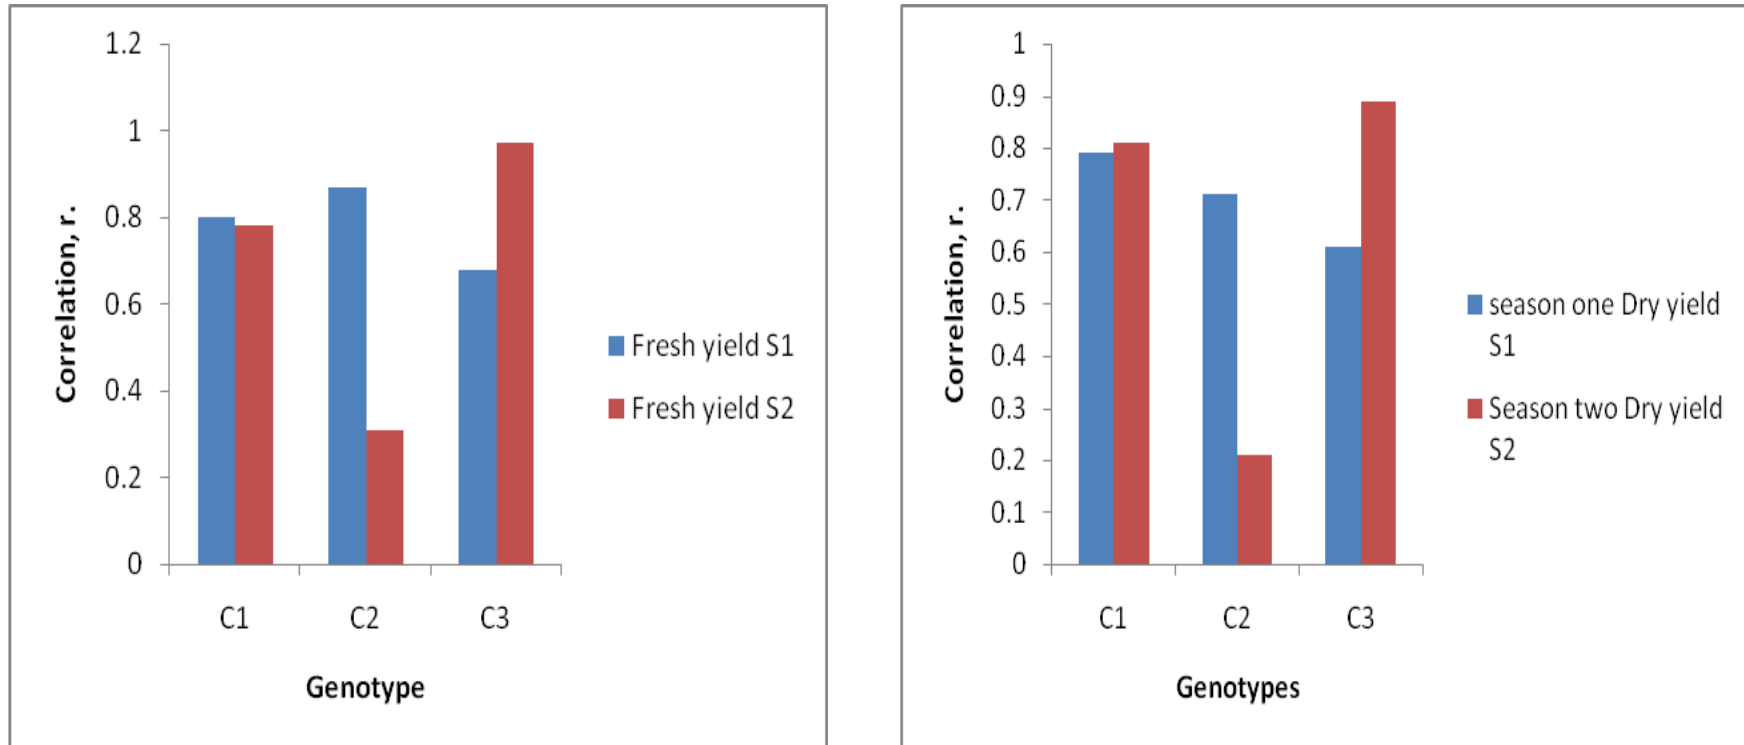 1.2
1
0.8
0.6
0.4
0.2
0
Correlation, r.
C1 C2 C3
Genotype
Fresh yield S1
Fresh yield S2
1
0.9
0.8
0.7
0.6
0.5
0.4
0.3
0.2
0.1
0
Correlation, r.
C1 C2 C3
Genotypes
season one Dry yield
S1
Season two Dry yield
S2